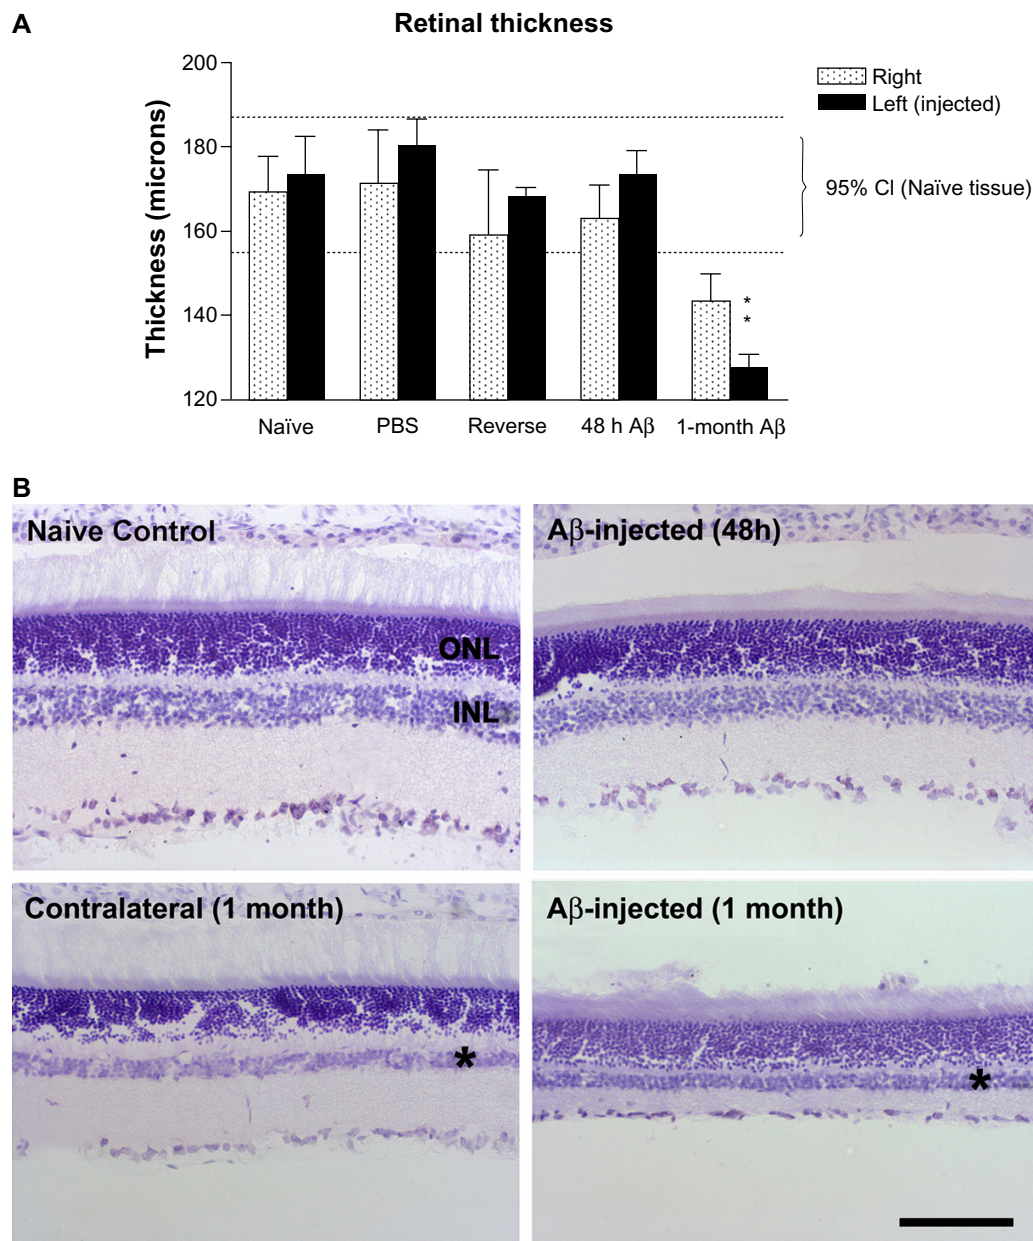 A
Retinal thickness
Thickness (microns)
200
180
160
140
120
Right
Left (injected)
95% CI (Naïve tissue)
*
*
Naïve
PBS
Reverse
48 h Aβ
1-month Aβ
B
Naive Control
ONL
INL
Aβ-injected (48h)
Contralateral (1 month)
*
Aβ-injected (1 month)
*